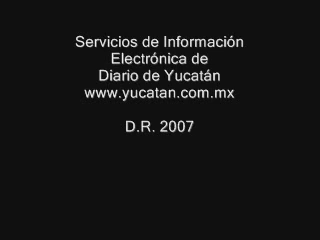 Servicios de Información
Electrónica de
Diario de Yucatán
www.yucatan.com.mx
D.R. 2007